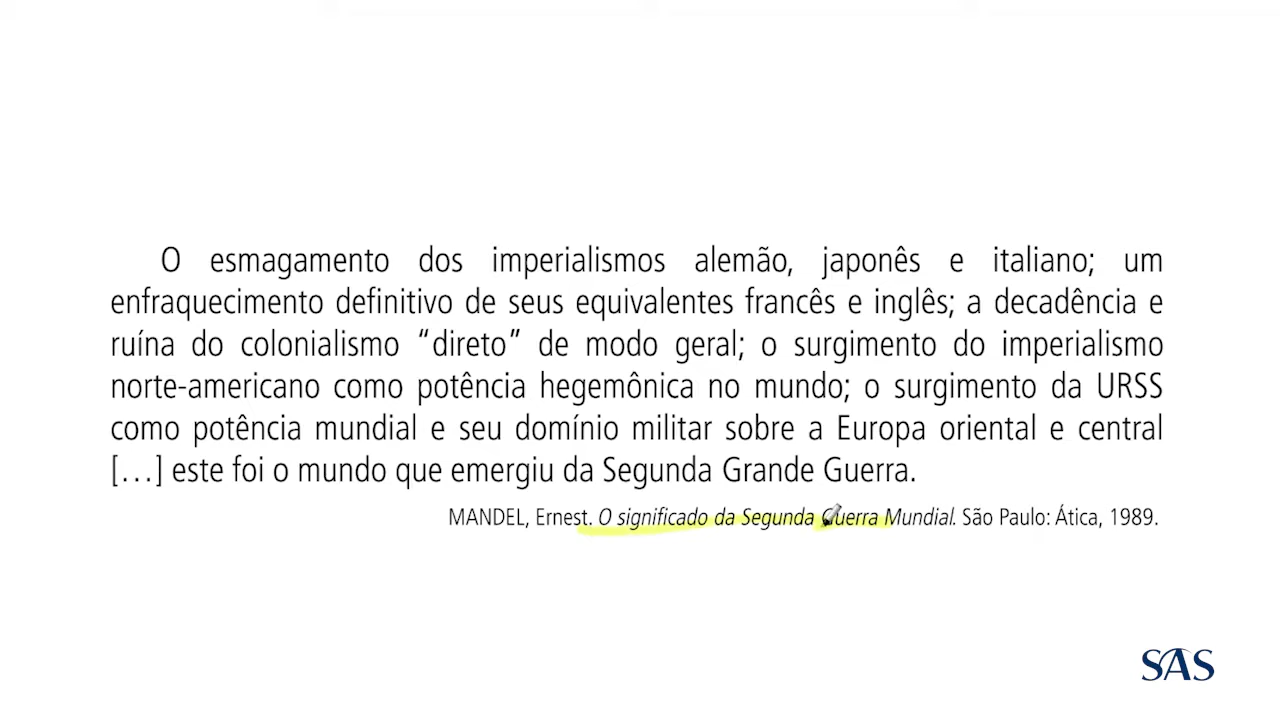 O esmagamento dos imperialismos alemão, japonês e italiano; um
enfraquecimento definitivo de seus equivalentes francês e inglês; a decadência e
ruína do colonialismo “direto” de modo geral; o surgimento do imperialismo
norte-americano como potência hegemônica no mundo; o surgimento da URSS
como potência mundial e seu domínio militar sobre a Europa oriental e central
[…] este foi o mundo que emergiu da Segunda Grande Guerra.
MANDEL, Ernest. O significado da Segunda Guerra Mundial. São Paulo: Ática, 1989.
SAS